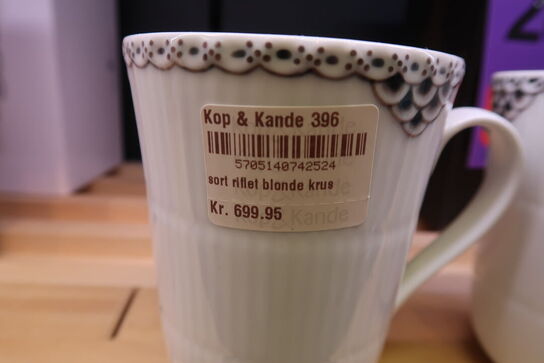 Kop & Kande 396
5705140742524
sort riflet blonde krus
Kr. 699.95